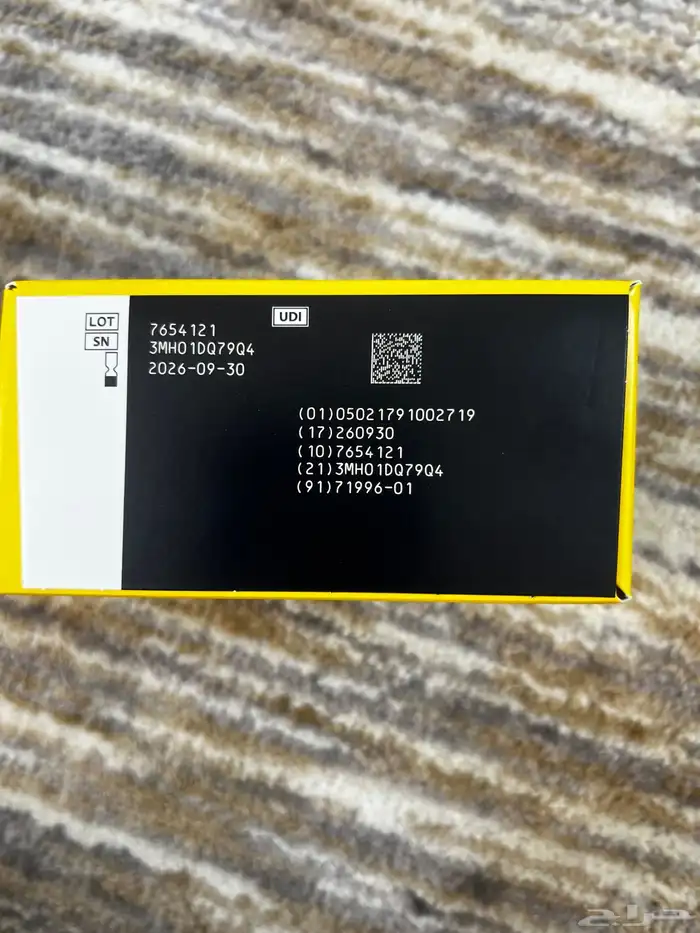 LOT
SN
7654121
3MH01DQ79Q4
2026-09-30
UDI
(01)05021791002719
(17)260930
(10)7654121
(21)3MH01DQ79Q4
(91)71996-01
حراج